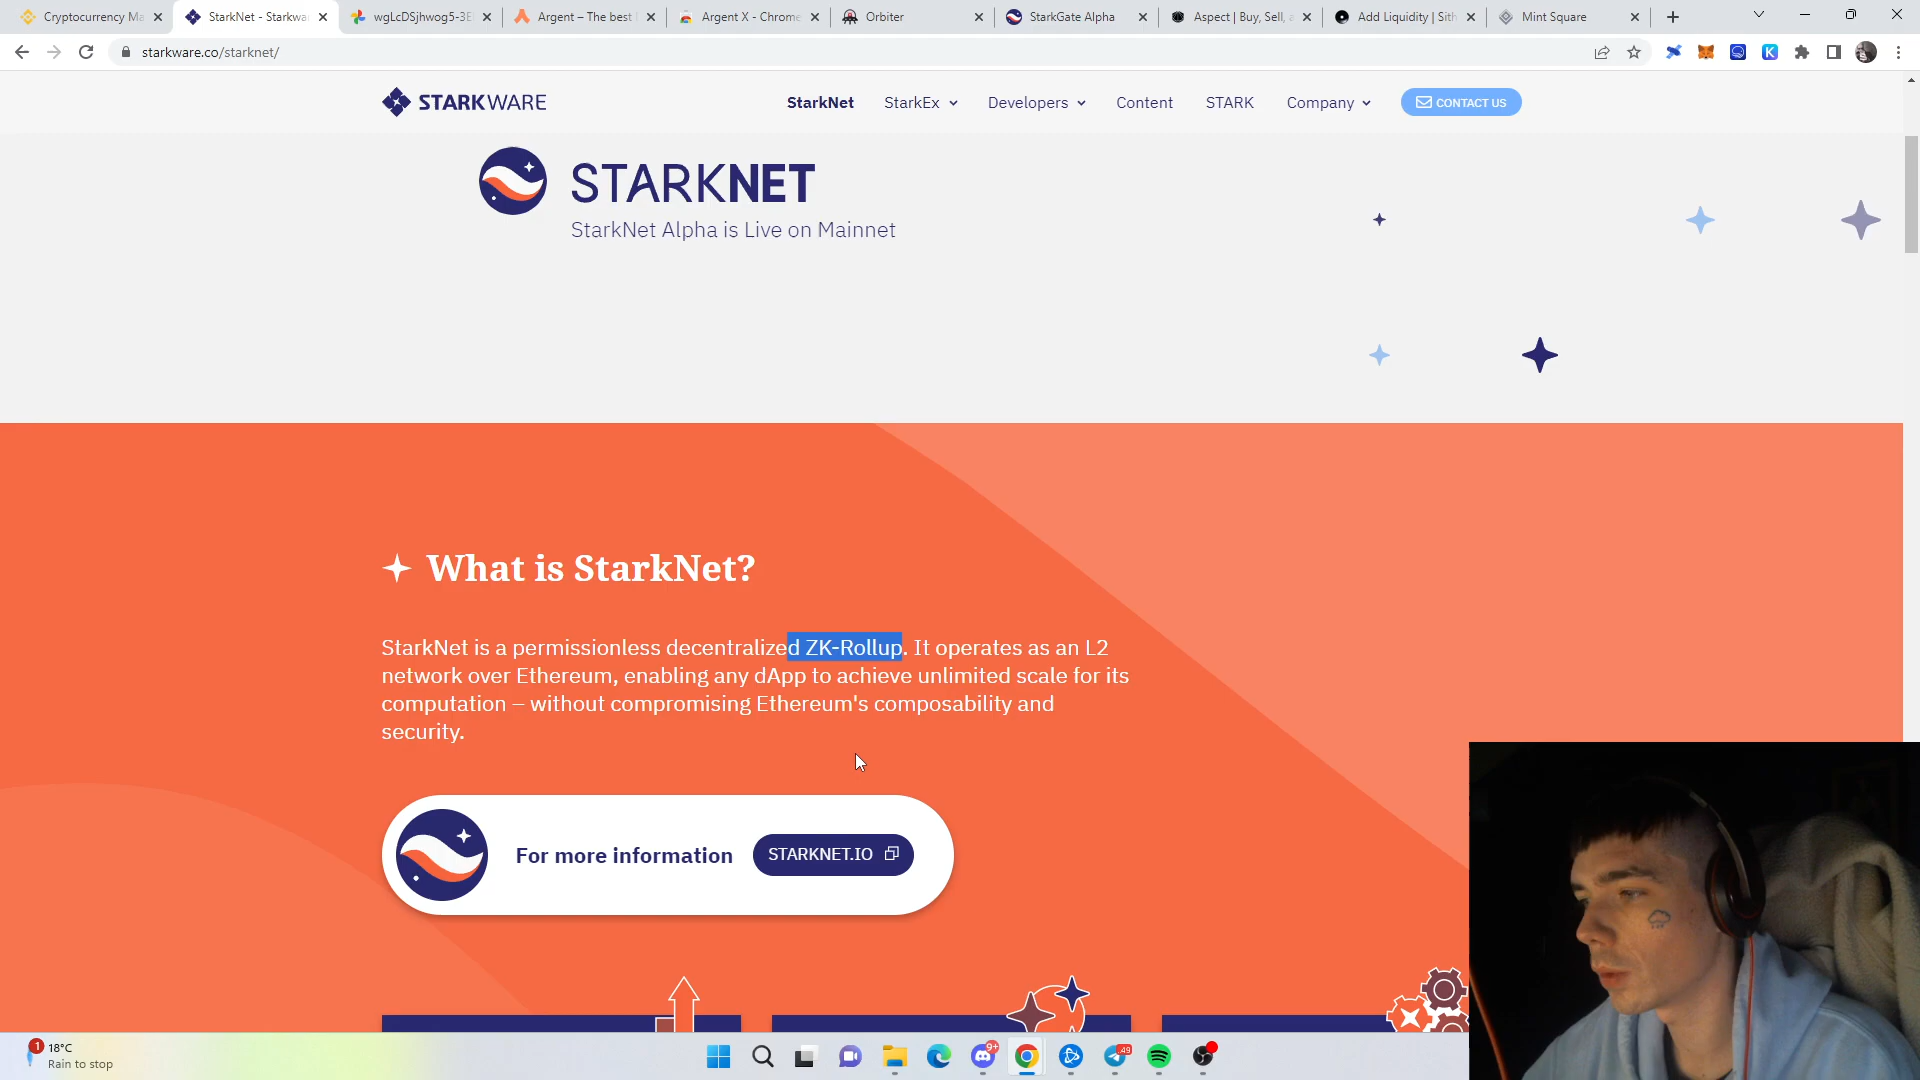 Cryptocurrency Ma
StarkNet - Starkwa
wgLcDSjhwog5-3E
Argent – The best
Argent X - Chrome
Orbiter
StarkGate Alpha
Aspect | Buy, Sell, a
Add Liquidity | Sith
Mint Square
starkware.co/starknet/
STARKWARE
StarkNet
StarkEx
Developers
Content
STARK
Company
CONTACT US
STARKNET
StarkNet Alpha is Live on Mainnet
What is StarkNet?
StarkNet is a permissionless decentralized ZK-Rollup. It operates as an L2
network over Ethereum, enabling any dApp to achieve unlimited scale for its
computation – without compromising Ethereum's composability and
security.
For more information
STARKNET.IO
1
18°C
Rain to stop
9+
49